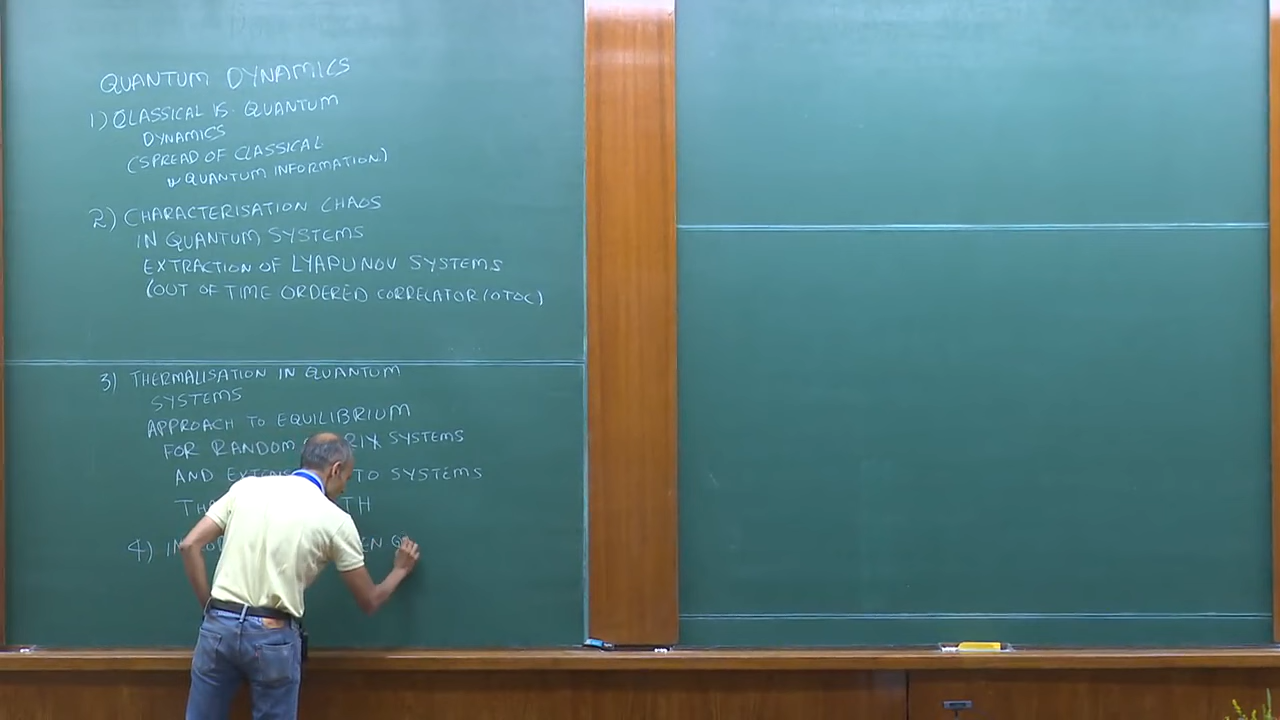 QUANTUM DYNAMICS
1) CLASSICAL VS. QUANTUM
DYNAMICS
(SPREAD OF CLASSICAL
QUANTUM INFORMATION)
2) CHARACTERISATION CHAOS
IN QUANTUM SYSTEMS
EXTRACTION OF LYAPUNOV SYSTEMS
(OUT OF TIME ORDERED CORRELATOR (OTOC)
3) THERMALISATION IN QUANTUM
SYSTEMS
APPROACH TO EQUILIBRIUM
FOR RANDOM SYSTEMS
AND TO SYSTEMS
4)